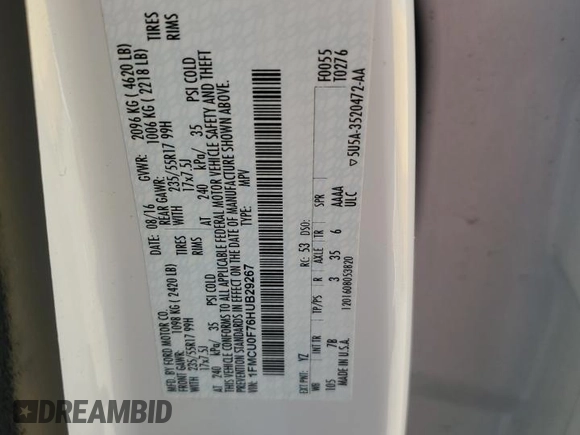 MFD. BY FORD MOTOR CO.
DATE: 08/16 GVWR: 2096 KG ( 4620 LB)
FRONT GAWR: 1098 KG ( 2420 LB) REAR GAWR: 1006 KG ( 2218 LB)
WITH 235/55R17 99H TIRES WITH 235/55R17 99H TIRES
17x7.5J RIMS 17x7.5J RIMS
AT 240 kPa/ 35 PSI COLD AT 240 kPa/ 35 PSI COLD
THIS VEHICLE CONFORMS TO ALL APPLICABLE FEDERAL MOTOR VEHICLE SAFETY AND THEFT
PREVENTION STANDARDS IN EFFECT ON THE DATE OF MANUFACTURE SHOWN ABOVE.
VIN: 1FMCU0F76HUB29267 TYPE: MPV
F0055
T0276
EXT PNT: YZ RC: 53 DSO:
WB INT TR TP/PS R AXLE TR SPR
105 7B 3 35 6 AAAA
ULC
MADE IN U.S.A. 1201608053820
▽5U5A-3520472-AA
DREAMBID